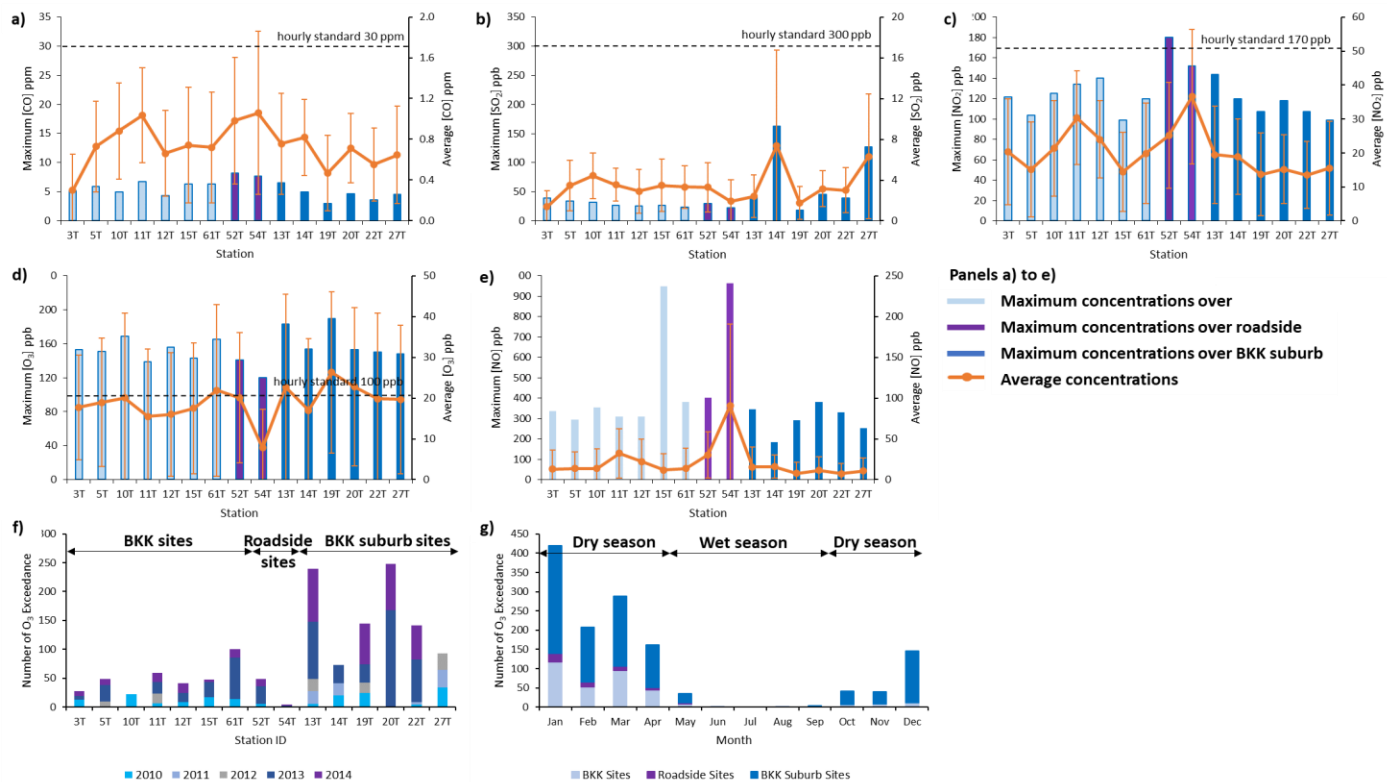 a)
40
35
30
25
20
15
10
5
0
2.0
1.6
1.2
0.8
0.4
0.0
hourly standard 30 ppm
Maximum [CO] ppm
Average [CO] ppm
3T 5T 10T 11T 12T 15T 61T 52T 54T 13T 14T 19T 20T 22T 27T
Station
b)
350
300
250
200
150
100
50
0
20
16
12
8
4
0
hourly standard 300 ppb
Maximum [SO2] ppb
Average [SO2] ppb
3T 5T 10T 11T 12T 15T 61T 52T 54T 13T 14T 19T 20T 22T 27T
Station
c)
00
180
160
140
120
100
80
60
40
20
0
60
50
40
30
20
10
0
hourly standard 170 ppb
Maximum [NO2] ppb
Average [NO2] ppb
3T 5T 10T 11T 12T 15T 61T 52T 54T 13T 14T 19T 20T 22T 27T
Station
d)
0
200
160
120
80
40
0
50
40
30
20
10
0
hourly standard 100 ppb
Maximum [O3] ppb
Average [O3] ppb
3T 5T 10T 11T 12T 15T 61T 52T 54T 13T 14T 19T 20T 22T 27T
Station
e)
00
900
800
700
600
500
400
300
200
100
0
250
200
150
100
50
0
Maximum [NO] ppb
Average [NO] ppb
3T 5T 10T 11T 12T 15T 61T 52T 54T 13T 14T 19T 20T 22T 27T
Station
Panels a) to e)
Maximum concentrations over
Maximum concentrations over roadside
Maximum concentrations over BKK suburb
Average concentrations
f)
00
250
200
150
100
50
0
BKK sites
Roadside
sites
BKK suburb sites
Number of O3 Exceedance
3T 5T 10T 11T 12T 15T 61T 52T 54T 13T 14T 19T 20T 22T 27T
Station ID
2010 2011 2012 2013 2014
g)
450
400
350
300
250
200
150
100
50
0
Dry season
Wet season
Dry season
Number of O3 Exceedance
Jan Feb Mar Apr May Jun Jul Aug Sep Oct Nov Dec
Month
BKK Sites Roadside Sites BKK Suburb Sites